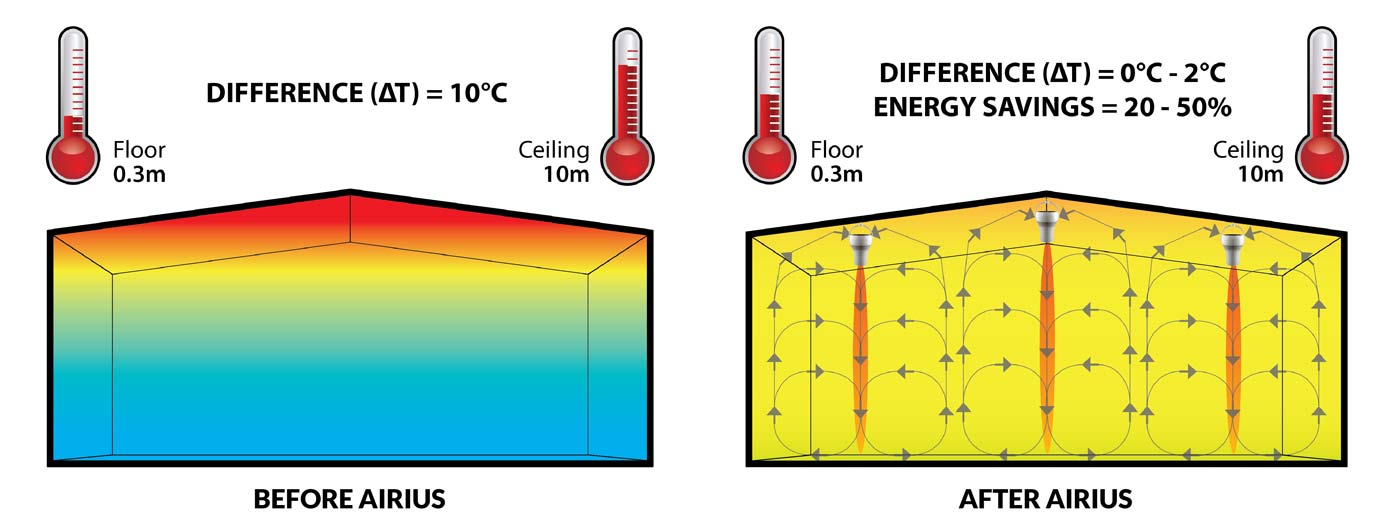 DIFFERENCE (ΔT) = 10°C
Floor
0.3m
Ceiling
10m
BEFORE AIRIUS
DIFFERENCE (ΔT) = 0°C - 2°C
ENERGY SAVINGS = 20 - 50%
Floor
0.3m
Ceiling
10m
AFTER AIRIUS